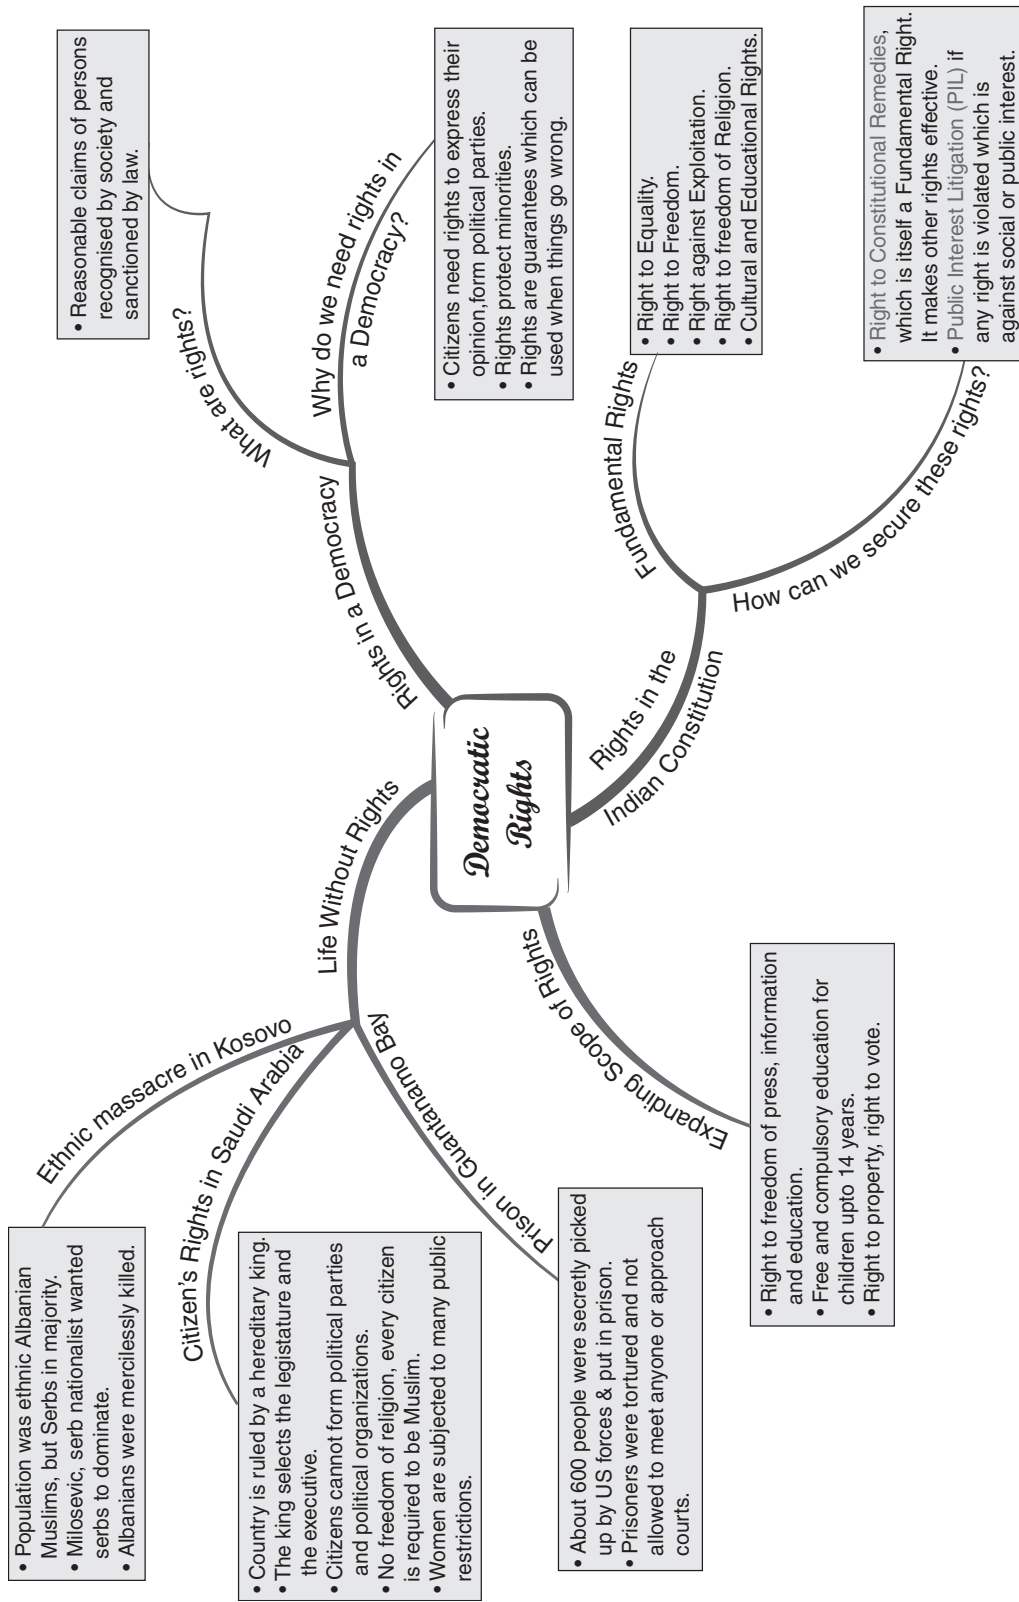 Democratic
Rights
Rights in a Democracy
What are rights?
• Reasonable claims of persons
recognised by society and
sanctioned by law.
Why do we need rights in
a Democracy?
• Citizens need rights to express their
opinion,form political parties.
• Rights protect minorities.
• Rights are guarantees which can be
used when things go wrong.
Rights in the
Indian Constitution
Fundamental Rights
• Right to Equality.
• Right to Freedom.
• Right against Exploitation.
• Right to freedom of Religion.
• Cultural and Educational Rights.
How can we secure these rights?
• Right to Constitutional Remedies,
which is itself a Fundamental Right.
It makes other rights effective.
• Public Interest Litigation (PIL) if
any right is violated which is
against social or public interest.
Expanding Scope of Rights
• Right to freedom of press, information
and education.
• Free and compulsory education for
children upto 14 years.
• Right to property, right to vote.
Life Without Rights
Ethnic massacre in Kosovo
• Population was ethnic Albanian
Muslims, but Serbs in majority.
• Milosevic, serb nationalist wanted
serbs to dominate.
• Albanians were mercilessly killed.
Citizen's Rights in Saudi Arabia
• Country is ruled by a hereditary king.
• The king selects the legistature and
the executive.
• Citizens cannot form political parties
and political organizations.
• No freedom of religion, every citizen
is required to be Muslim.
• Women are subjected to many public
restrictions.
Prison in Guantanamo Bay
• About 600 people were secretly picked
up by US forces & put in prison.
• Prisoners were tortured and not
allowed to meet anyone or approach
courts.